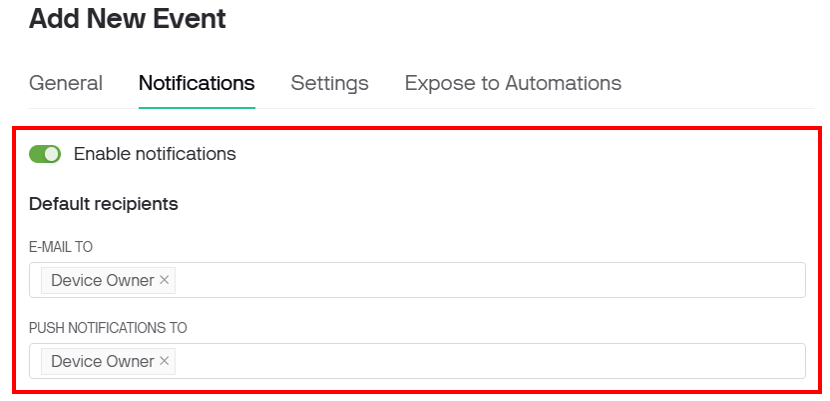 Add New Event
General Notifications Settings Expose to Automations
Enable notifications
Default recipients
E-MAIL TO
Device Owner ×
PUSH NOTIFICATIONS TO
Device Owner ×